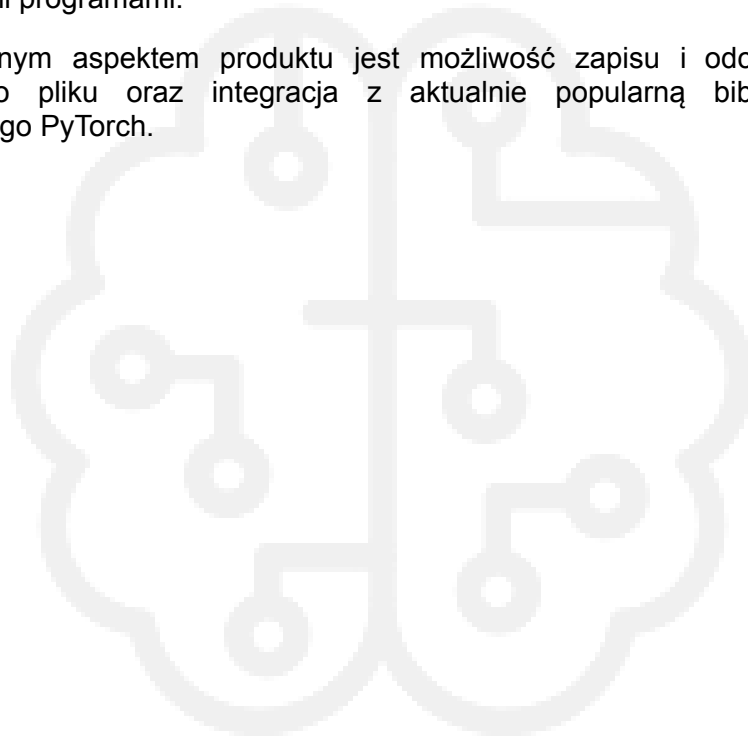 i programami.
nym aspektem produktu jest możliwość zapisu i odc
o pliku oraz integracja z aktualnie popularną bib
go PyTorch.